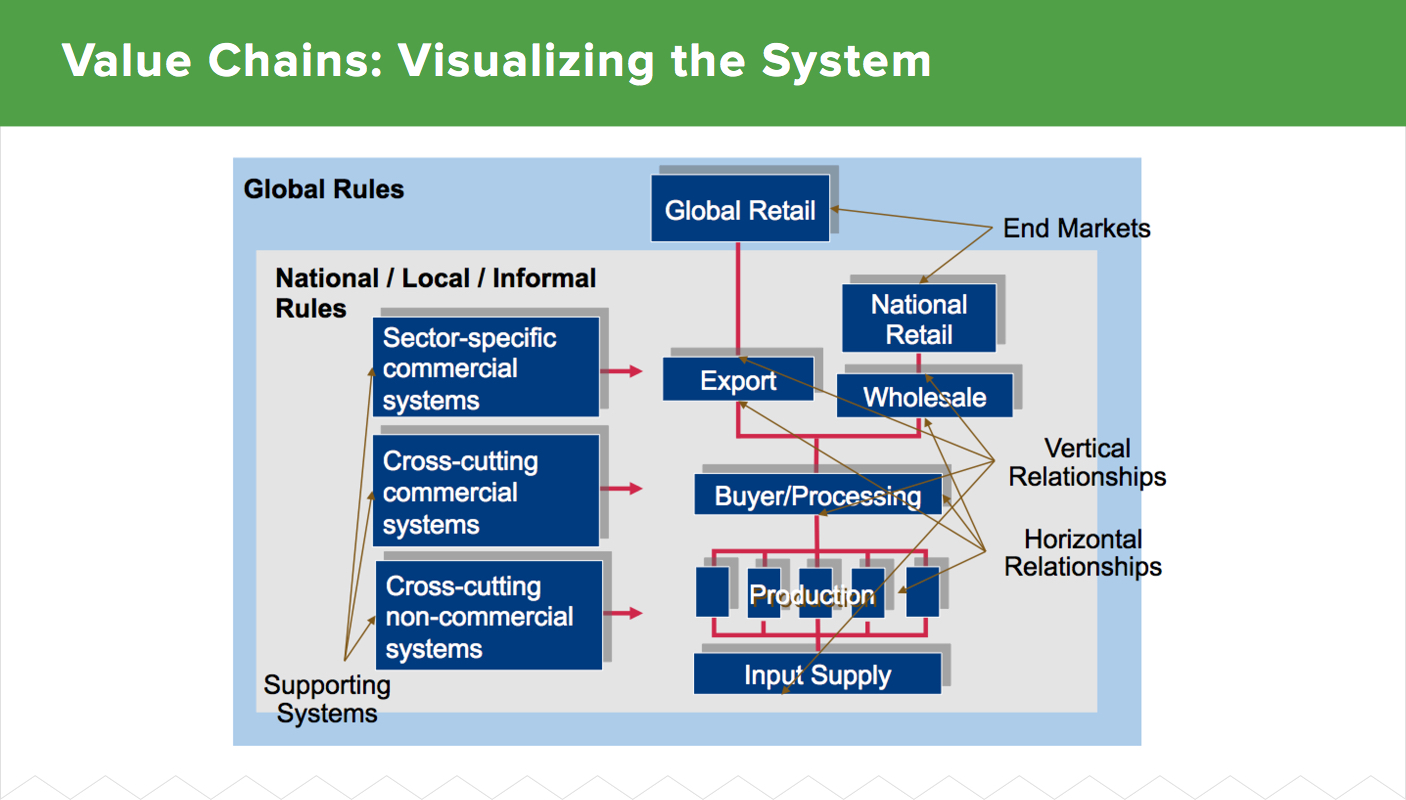 Value Chains: Visualizing the System
Global Rules
Global Retail
End Markets
National / Local / Informal
Rules
National
Retail
Sector-specific
commercial
systems
Export
Wholesale
Cross-cutting
commercial
systems
Vertical
Relationships
Buyer/Processing
Horizontal
Relationships
Cross-cutting
non-commercial
systems
Production
Input Supply
Supporting
Systems